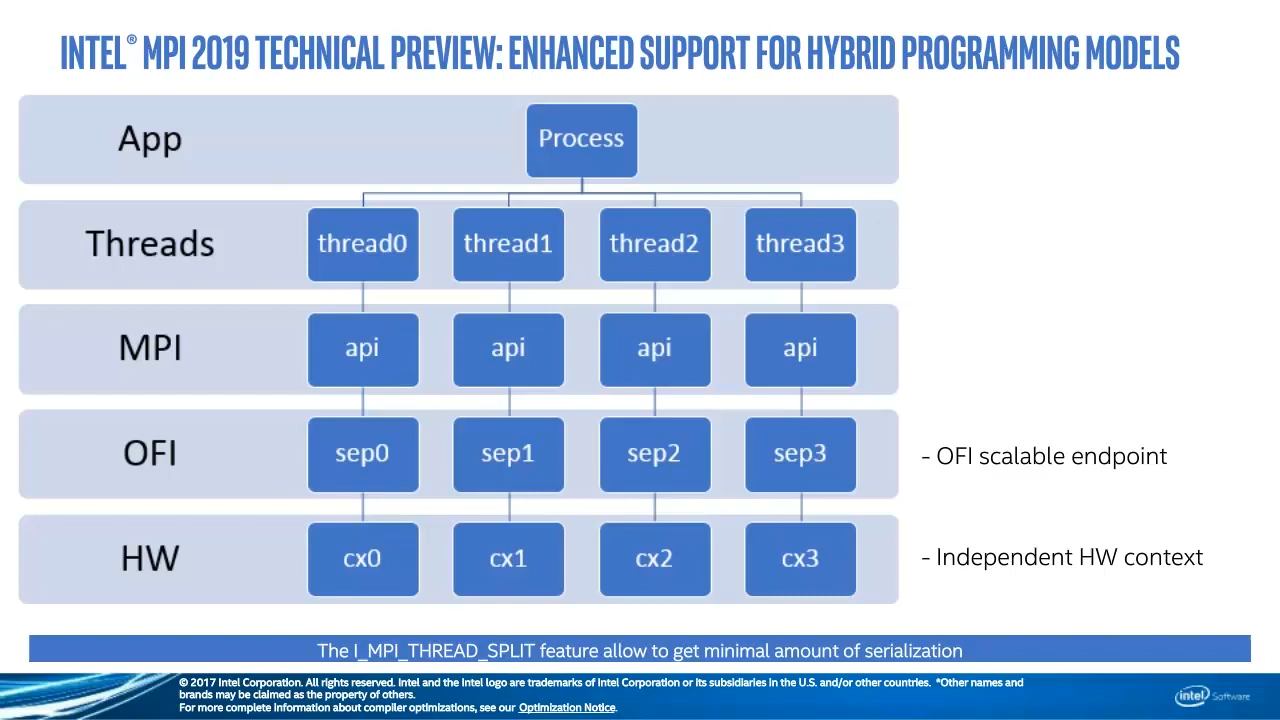 INTEL® MPI 2019 TECHNICAL PREVIEW: ENHANCED SUPPORT FOR HYBRID PROGRAMMING MODELS
App
Process
Threads
thread0
thread1
thread2
thread3
MPI
api
api
api
api
OFI
sep0
sep1
sep2
sep3
- OFI scalable endpoint
HW
cx0
cx1
cx2
cx3
- Independent HW context
The I_MPI_THREAD_SPLIT feature allow to get minimal amount of serialization
© 2017 Intel Corporation. All rights reserved. Intel and the Intel logo are trademarks of Intel Corporation or its subsidiaries in the U.S. and/or other countries. *Other names and
brands may be claimed as the property of others.
For more complete information about compiler optimizations, see our Optimization Notice.
intel Software